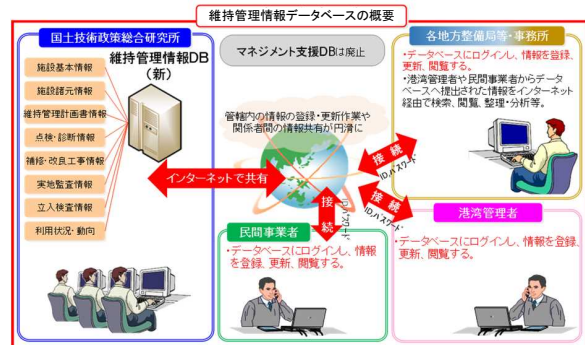 維持管理情報データベースの概要
国土技術政策総合研究所
維持管理情報DB
(新)
施設基本情報
施設諸元情報
維持管理計画書情報
点検・診断情報
補修・改良工事情報
実地監査情報
立入検査情報
利用状況・動向
マネジメント支援DBは廃止
管轄内の情報の登録・更新作業や
関係者間の情報共有が円滑に
インターネットで共有
接続
ID,パスワード
接続
ID,パスワード
接続
ID,パスワード
各地方整備局等・事務所
・データベースにログインし、情報を登録、
更新、閲覧する。
・港湾管理者や民間事業者からデータ
ベースへ提出された情報をインターネット
経由で検索、閲覧、整理・分析等。
民間事業者
・データベースにログインし、情報
を登録、更新、閲覧する。
港湾管理者
・データベースにログインし、情報を登録、
更新、閲覧する。